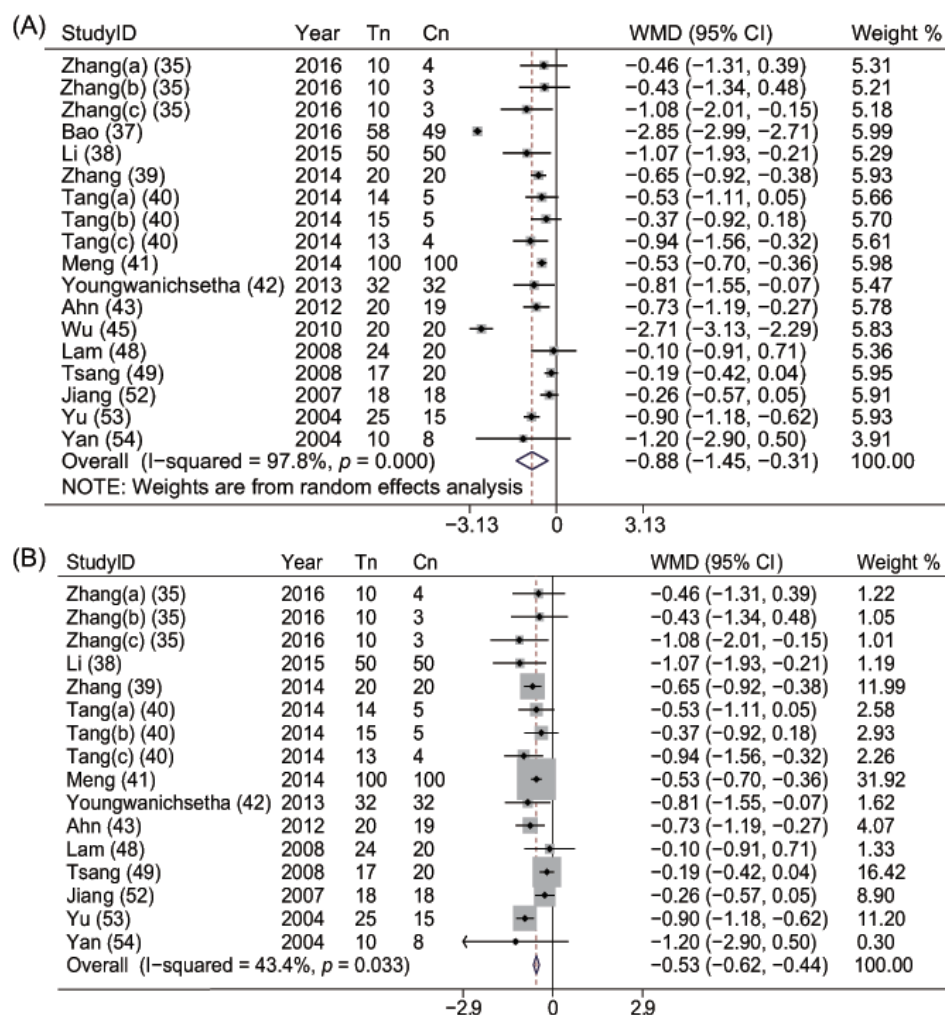 (A) StudyID Year Tn Cn WMD (95% CI) Weight %
Zhang(a) (35) 2016 10 4 −0.46 (−1.31, 0.39) 5.31
Zhang(b) (35) 2016 10 3 −0.43 (−1.34, 0.48) 5.21
Zhang(c) (35) 2016 10 3 −1.08 (−2.01, −0.15) 5.18
Bao (37) 2016 58 49 −2.85 (−2.99, −2.71) 5.99
Li (38) 2015 50 50 −1.07 (−1.93, −0.21) 5.29
Zhang (39) 2014 20 20 −0.65 (−0.92, −0.38) 5.93
Tang(a) (40) 2014 14 5 −0.53 (−1.11, 0.05) 5.66
Tang(b) (40) 2014 15 5 −0.37 (−0.92, 0.18) 5.70
Tang(c) (40) 2014 13 4 −0.94 (−1.56, −0.32) 5.61
Meng (41) 2014 100 100 −0.53 (−0.70, −0.36) 5.98
Youngwanichsetha (42) 2013 32 32 −0.81 (−1.55, −0.07) 5.47
Ahn (43) 2012 20 19 −0.73 (−1.19, −0.27) 5.78
Wu (45) 2010 20 20 −2.71 (−3.13, −2.29) 5.83
Lam (48) 2008 24 20 −0.10 (−0.91, 0.71) 5.36
Tsang (49) 2008 17 20 −0.19 (−0.42, 0.04) 5.95
Jiang (52) 2007 18 18 −0.26 (−0.57, 0.05) 5.91
Yu (53) 2004 25 15 −0.90 (−1.18, −0.62) 5.93
Yan (54) 2004 10 8 −1.20 (−2.90, 0.50) 3.91
Overall (I−squared = 97.8%, p = 0.000) −0.88 (−1.45, −0.31) 100.00
NOTE: Weights are from random effects analysis
−3.13 0 3.13
(B) StudyID Year Tn Cn WMD (95% CI) Weight %
Zhang(a) (35) 2016 10 4 −0.46 (−1.31, 0.39) 1.22
Zhang(b) (35) 2016 10 3 −0.43 (−1.34, 0.48) 1.05
Zhang(c) (35) 2016 10 3 −1.08 (−2.01, −0.15) 1.01
Li (38) 2015 50 50 −1.07 (−1.93, −0.21) 1.19
Zhang (39) 2014 20 20 −0.65 (−0.92, −0.38) 11.99
Tang(a) (40) 2014 14 5 −0.53 (−1.11, 0.05) 2.58
Tang(b) (40) 2014 15 5 −0.37 (−0.92, 0.18) 2.93
Tang(c) (40) 2014 13 4 −0.94 (−1.56, −0.32) 2.26
Meng (41) 2014 100 100 −0.53 (−0.70, −0.36) 31.92
Youngwanichsetha (42) 2013 32 32 −0.81 (−1.55, −0.07) 1.62
Ahn (43) 2012 20 19 −0.73 (−1.19, −0.27) 4.07
Lam (48) 2008 24 20 −0.10 (−0.91, 0.71) 1.33
Tsang (49) 2008 17 20 −0.19 (−0.42, 0.04) 16.42
Jiang (52) 2007 18 18 −0.26 (−0.57, 0.05) 8.90
Yu (53) 2004 25 15 −0.90 (−1.18, −0.62) 11.20
Yan (54) 2004 10 8 −1.20 (−2.90, 0.50) 0.30
Overall (I−squared = 43.4%, p = 0.033) −0.53 (−0.62, −0.44) 100.00
−2.9 0 2.9